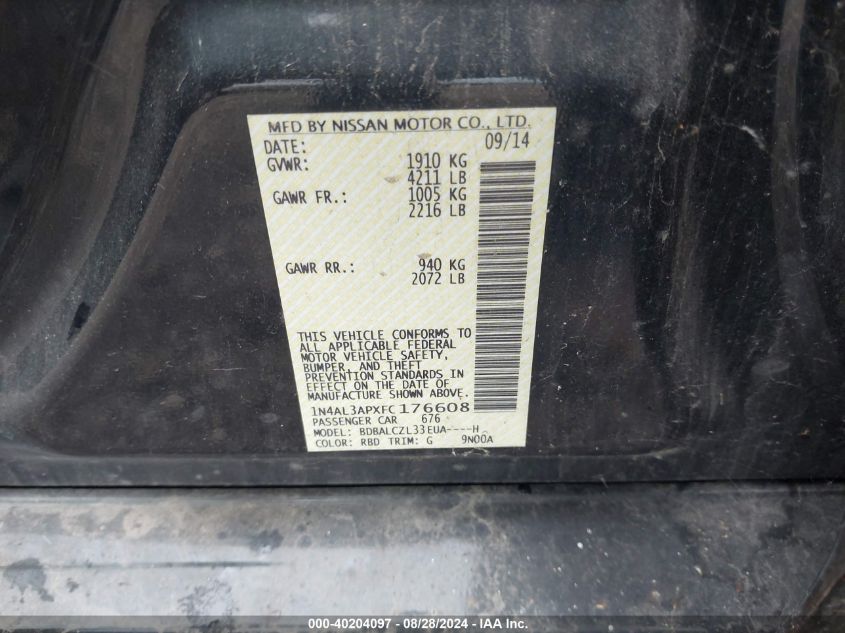 MFD BY NISSAN MOTOR CO., LTD.
DATE: 09/14
GVWR: 1910 KG
4211 LB
GAWR FR.: 1005 KG
2216 LB
GAWR RR.: 940 KG
2072 LB
THIS VEHICLE CONFORMS TO
ALL APPLICABLE FEDERAL
MOTOR VEHICLE SAFETY,
BUMPER, AND THEFT
PREVENTION STANDARDS IN
EFFECT ON THE DATE OF
MANUFACTURE SHOWN ABOVE.
1N4AL3APXFC176608
PASSENGER CAR 676
MODEL: BDBALCZL33EUA----H
COLOR: RBD TRIM: G 9N00A
000-40204097 - 08/28/2024 - IAA Inc.